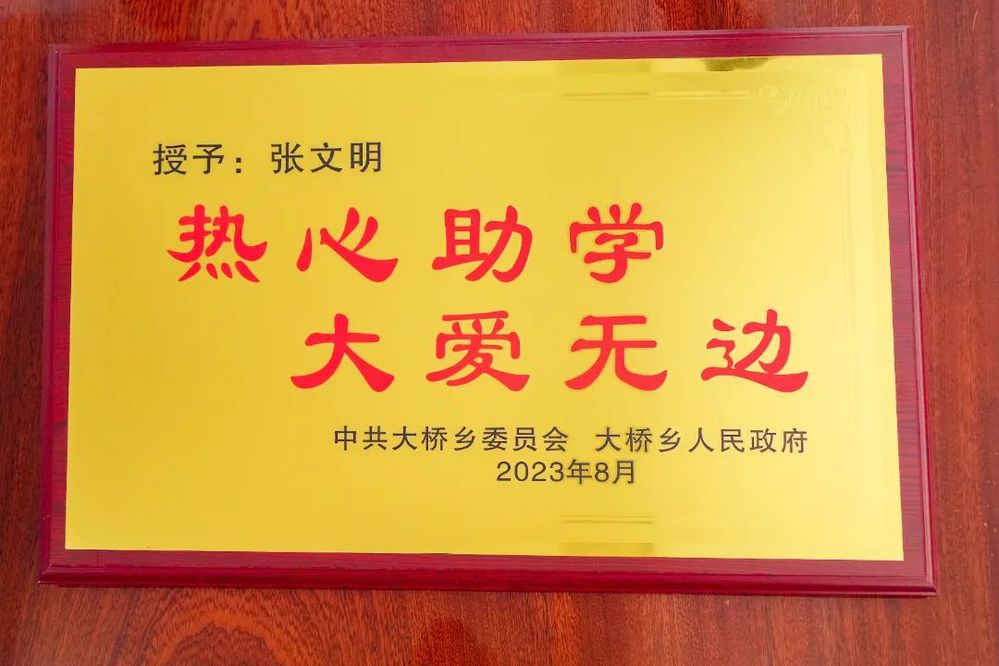 授予：张文明
热心助学
大爱无边
中共大桥乡委员会 大桥乡人民政府
2023年8月